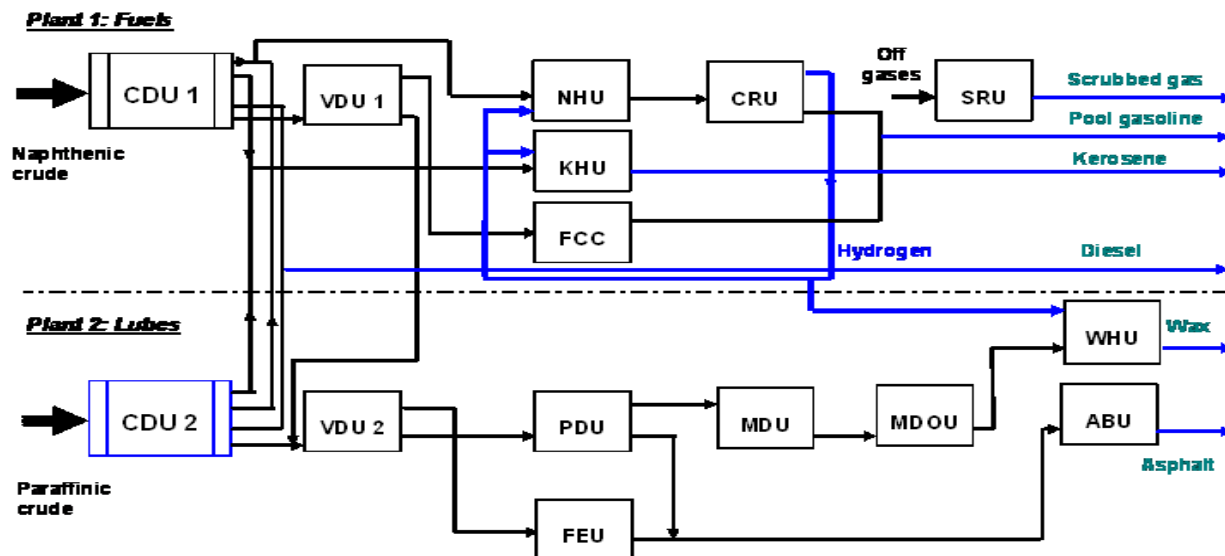 Plant 1: Fuels
CDU 1
VDU 1
NHU
CRU
Off
gases
SRU
Scrubbed gas
Pool gasoline
Naphthenic
crude
KHU
Kerosene
FCC
Hydrogen
Diesel
Plant 2: Lubes
WHU
Wax
CDU 2
VDU 2
PDU
MDU
MDOU
ABU
Asphalt
Paraffinic
crude
FEU